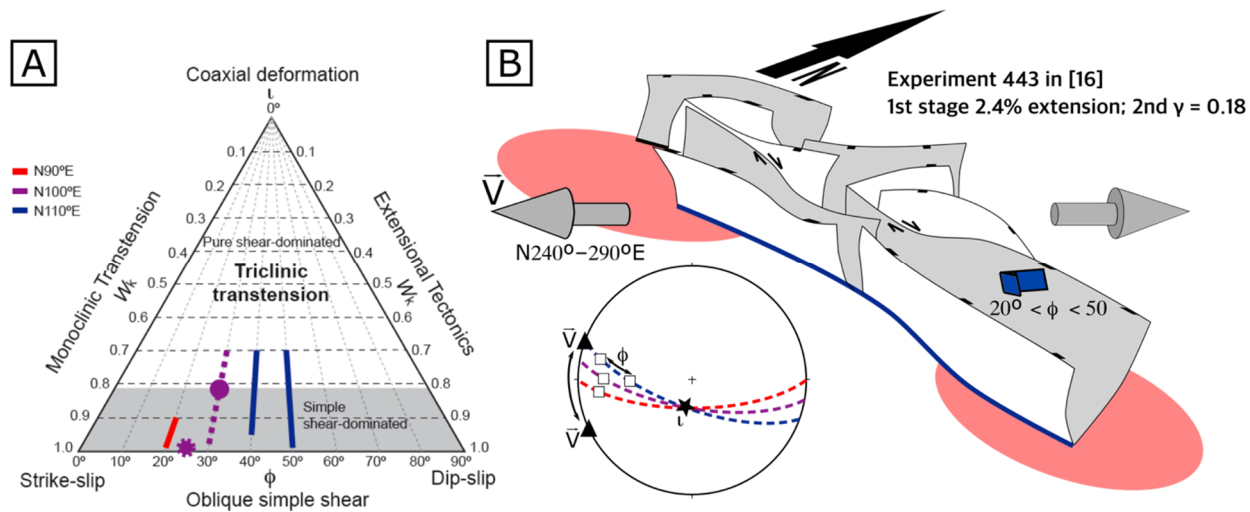 A
Coaxial deformation
ι
0º
0.1
0.1
0.2
0.2
0.3
0.3
0.4
0.4
0.5
0.5
0.6
0.6
0.7
0.7
0.8
0.8
0.9
0.9
1.0
1.0
N90ºE
N100ºE
N110ºE
Monoclinic Transtension
Wk
Extensional Tectonics
Wk
Pure shear-dominated
Triclinic
transtension
Simple
shear-dominated
0º
10º
20º
30º
40º
50º
60º
70º
80º
90º
Strike-slip
ϕ
Dip-slip
Oblique simple shear
B
N
Experiment 443 in [16]
1st stage 2.4% extension; 2nd γ = 0.18
V
N240º–290ºE
20º < ϕ < 50
V
ϕ
V
ι